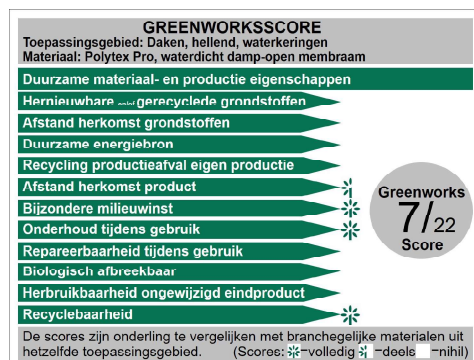 GREENWORKSSCORE
Toepassingsgebied: Daken, hellend, waterkeringen
Materiaal: Polytex Pro, waterdicht damp-open membraam
Duurzame materiaal- en productie eigenschappen
Hernieuwbare en/of gerecyclede grondstoffen
Afstand herkomst grondstoffen
Duurzame energiebron
Recycling productieafval eigen productie
Afstand herkomst product
Bijzondere milieuwinst
Onderhoud tijdens gebruik
Repareerbaarheid tijdens gebruik
Biologisch afbreekbaar
Herbruikbaarheid ongewijzigd eindproduct
Recyclebaarheid
Greenworks
7/22
Score
De scores zijn onderling te vergelijken met branchegelijke materialen uit
hetzelfde toepassingsgebied. (Scores: =volledig =deels =nihil)